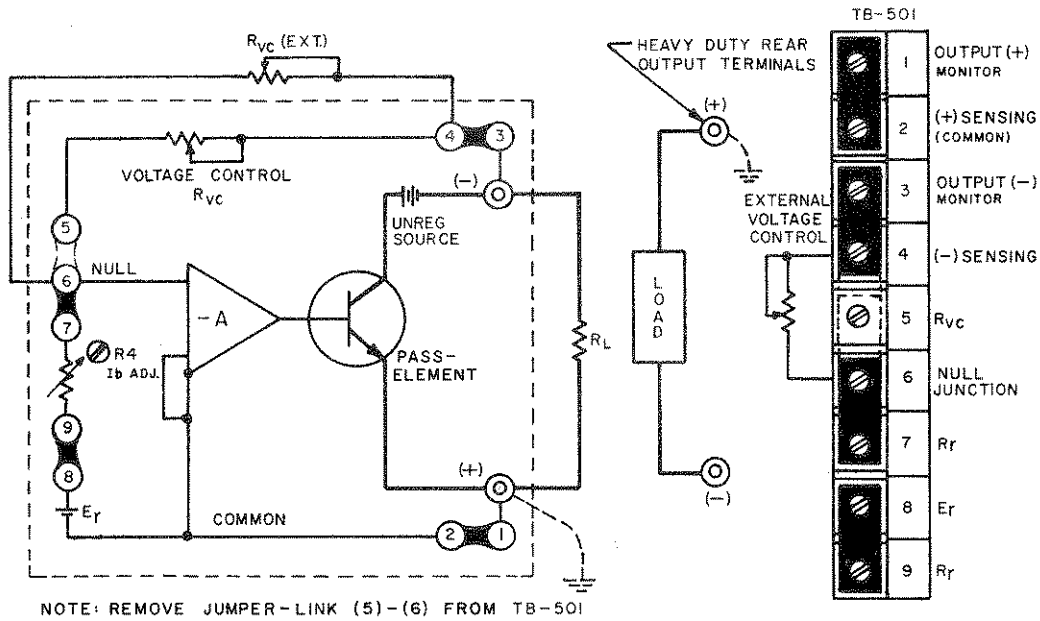 TB-501
R_VC (EXT.)
HEAVY DUTY REAR
OUTPUT TERMINALS
(+)
1
OUTPUT (+)
MONITOR
2
(+) SENSING
(COMMON)
3
OUTPUT (-)
MONITOR
4
(-) SENSING
5
R_VC
6
NULL
JUNCTION
7
Rr
8
Er
9
Rr
EXTERNAL
VOLTAGE
CONTROL
LOAD
(-)
4
3
VOLTAGE CONTROL
R_VC
(-)
UNREG
SOURCE
5
6
NULL
7
-A
R4
Ib ADJ.
PASS-
ELEMENT
R_L
9
8
Er
COMMON
(+)
2
1
NOTE: REMOVE JUMPER-LINK (5)-(6) FROM TB-501